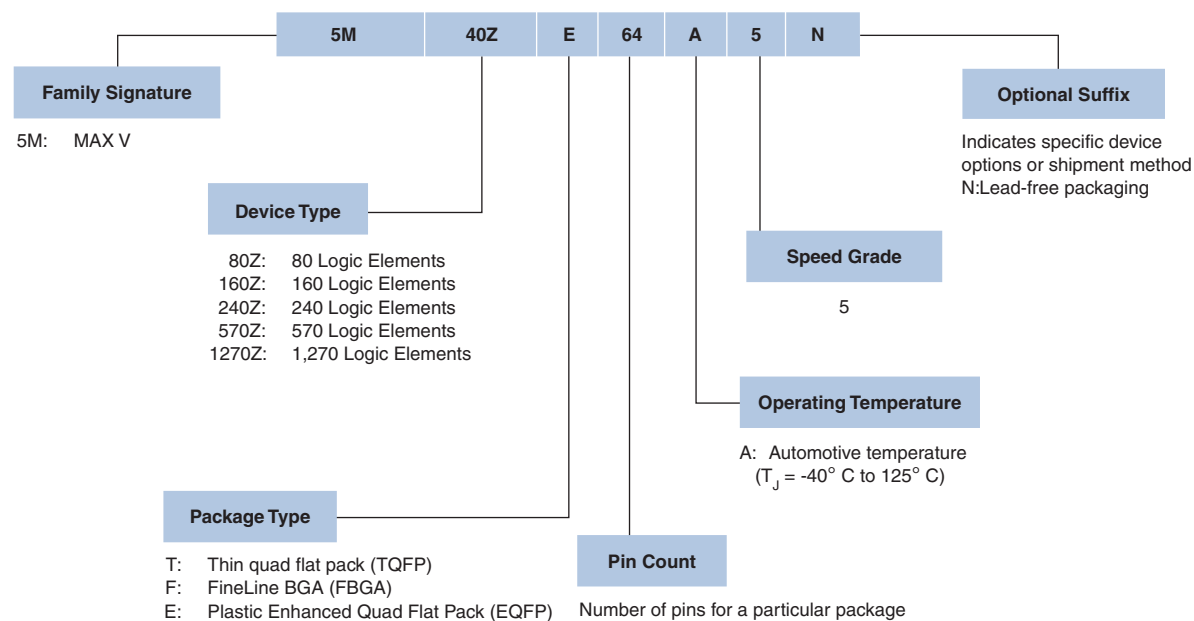 5M 40Z E 64 A 5 N
Family Signature
5M: MAX V
Optional Suffix
Indicates specific device
options or shipment method
N:Lead-free packaging
Device Type
80Z: 80 Logic Elements
160Z: 160 Logic Elements
240Z: 240 Logic Elements
570Z: 570 Logic Elements
1270Z: 1,270 Logic Elements
Speed Grade
5
Operating Temperature
A: Automotive temperature
(TJ = -40° C to 125° C)
Package Type
T: Thin quad flat pack (TQFP)
F: FineLine BGA (FBGA)
E: Plastic Enhanced Quad Flat Pack (EQFP)
Pin Count
Number of pins for a particular package